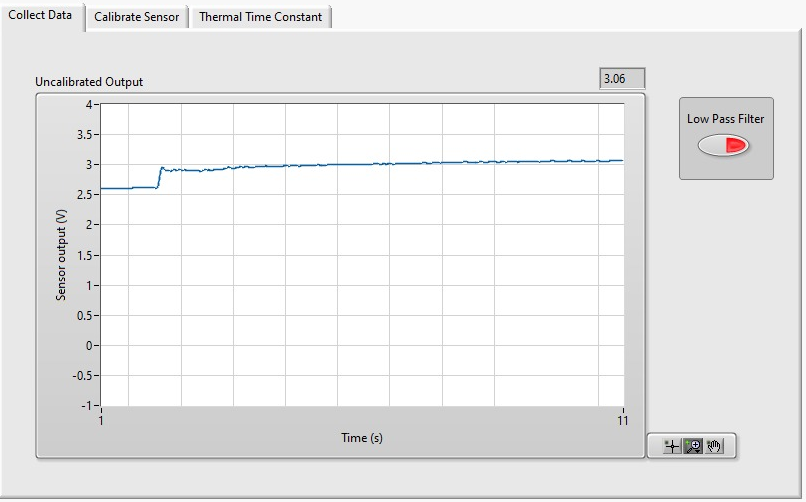 Collect Data
Calibrate Sensor
Thermal Time Constant
Uncalibrated Output
3.06
Low Pass Filter
Sensor output (V)
4
3.5
3
2.5
2
1.5
1
0.5
0
-0.5
-1
1
11
Time (s)